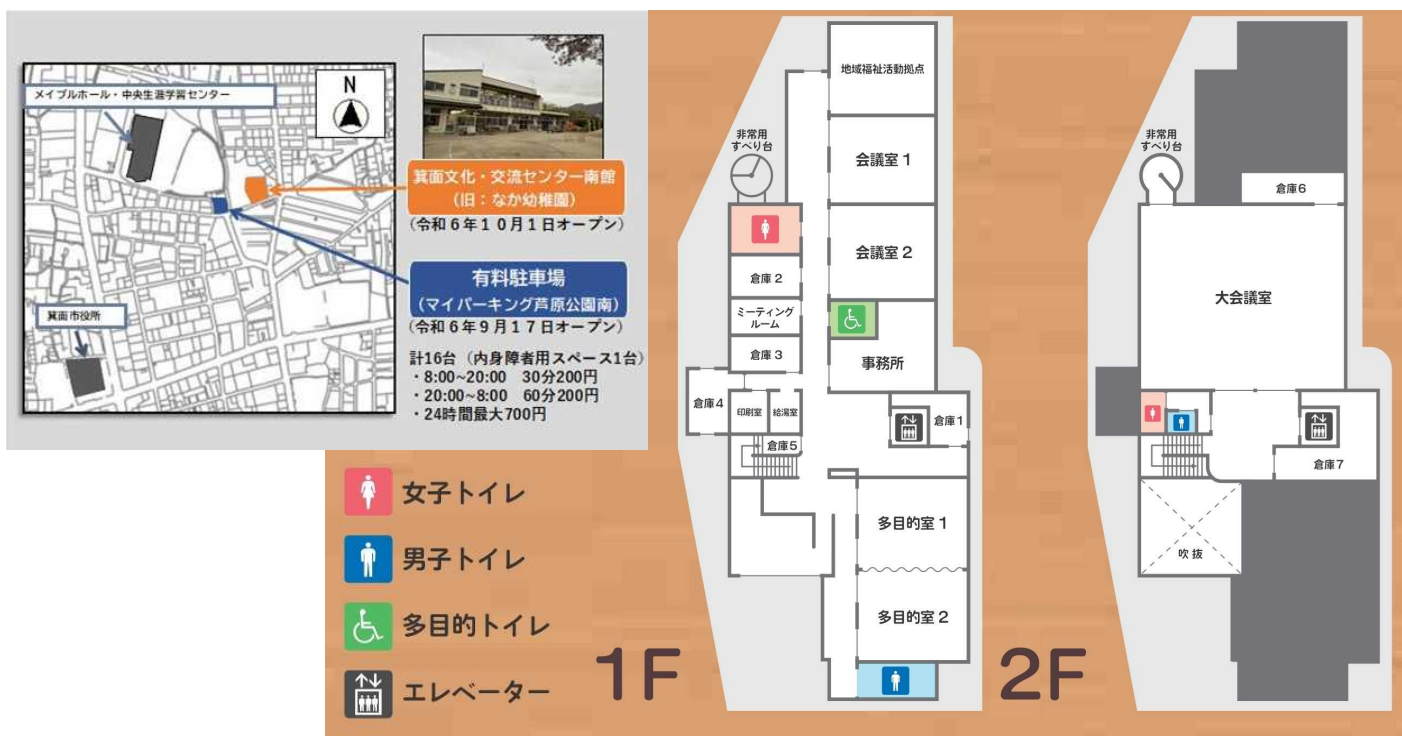 メイプルホール・中央生涯学習センター
N
箕面文化・交流センター南館
(旧：なか幼稚園)
(令和６年１０月１日オープン)
有料駐車場
(マイパーキング芦原公園南)
(令和６年９月17日オープン)
箕面市役所
計16台（内身障者用スペース1台）
・8:00~20:00　30分200円
・20:00~8:00　60分200円
・24時間最大700円
女子トイレ
男子トイレ
多目的トイレ
エレベーター
1F
地域福祉活動拠点
会議室 1
非常用
すべり台
会議室 2
倉庫 2
ミーティング
ルーム
倉庫 3
事務所
倉庫4
印刷室
給湯室
倉庫 1
倉庫5
多目的室 1
多目的室 2
2F
非常用
すべり台
倉庫6
大会議室
倉庫7
吹 抜